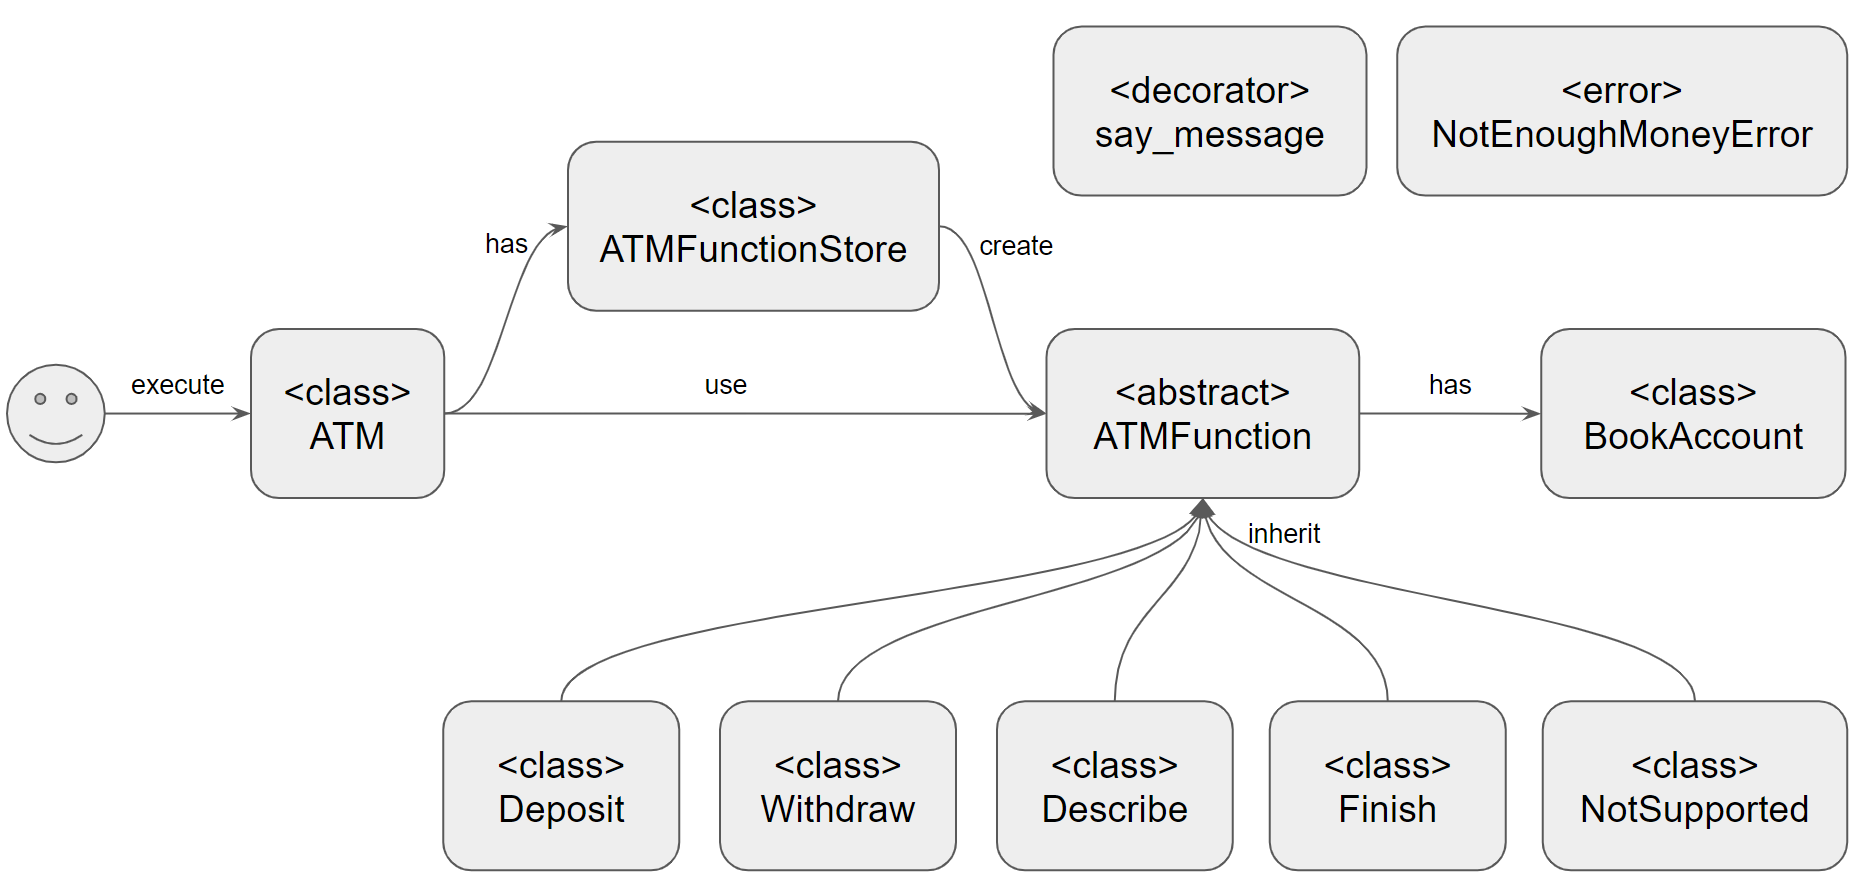 <decorator>
say_message
<error>
NotEnoughMoneyError
<class>
ATMFunctionStore
has
create
execute
<class>
ATM
use
<abstract>
ATMFunction
has
<class>
BookAccount
inherit
<class>
Deposit
<class>
Withdraw
<class>
Describe
<class>
Finish
<class>
NotSupported